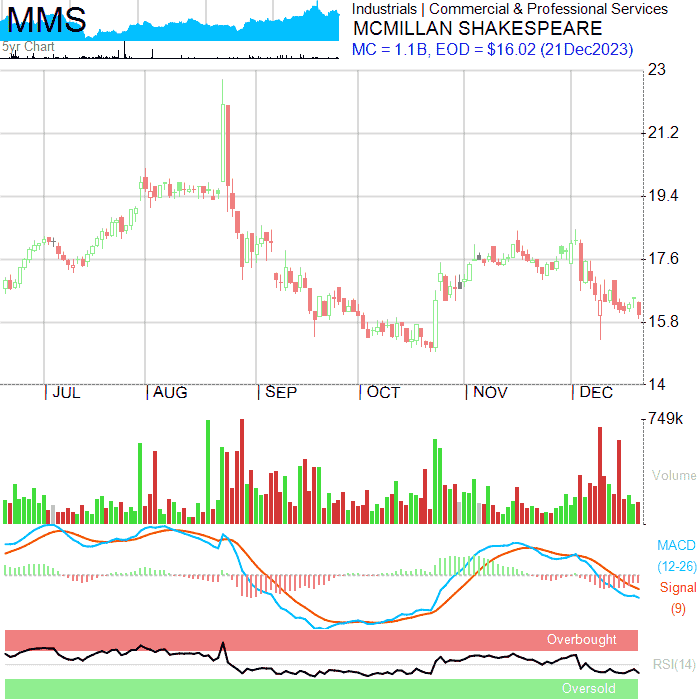 MMS
5yr Chart
Industrials | Commercial & Professional Services
MCMILLAN SHAKESPEARE
MC = 1.1B, EOD = $16.02 (21Dec2023)
23
21.2
19.4
17.6
15.8
14
JUL AUG SEP OCT NOV DEC
749k
Volume
MACD
(12-26)
Signal
(9)
Overbought
RSI(14)
Oversold